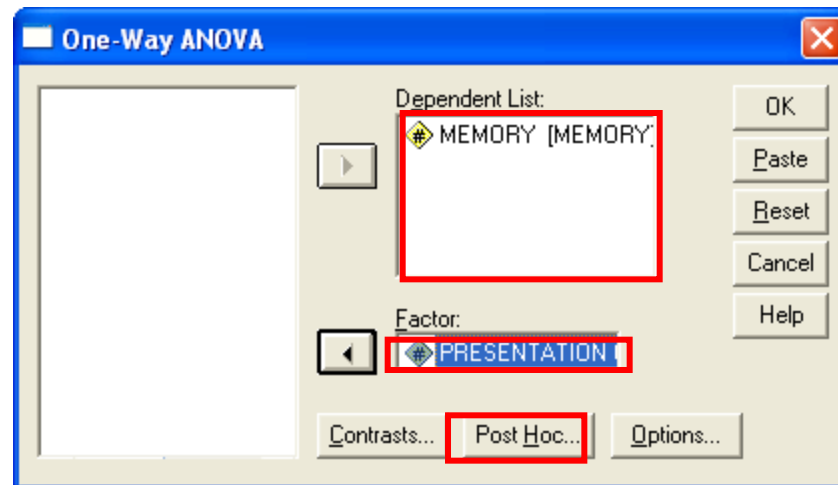 One-Way ANOVA
Dependent List:
# MEMORY [MEMORY]
OK
Paste
Reset
Cancel
Help
Factor:
# PRESENTATION
Contrasts...
Post Hoc...
Options...